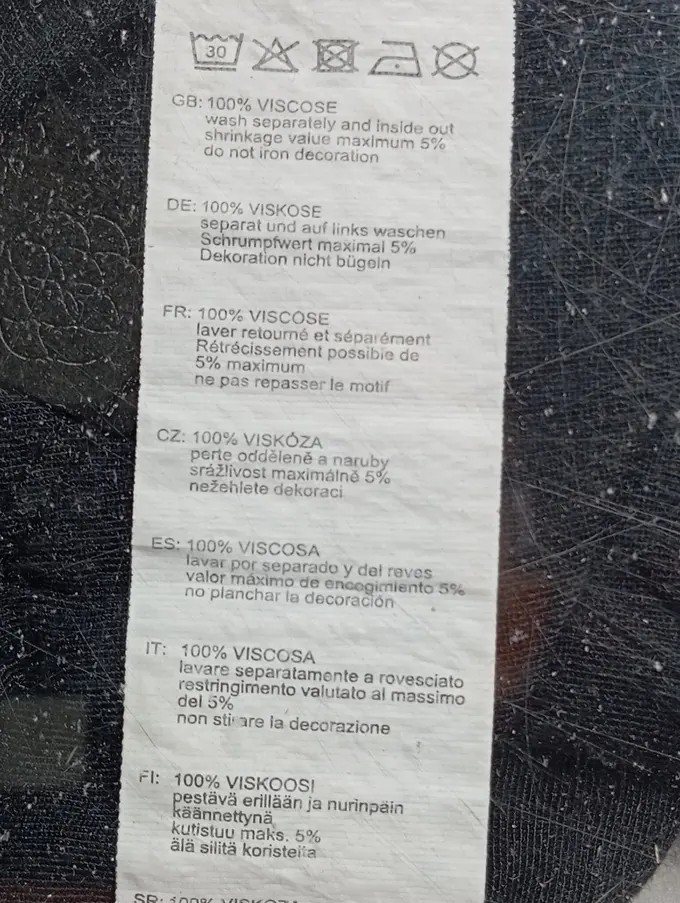 30
GB: 100% VISCOSE
wash separately and inside out
shrinkage value maximum 5%
do not iron decoration
DE: 100% VISKOSE
separat und auf links waschen
Schrumpfwert maximal 5%
Dekoration nicht bügeln
FR: 100% VISCOSE
laver retourné et séparément
Rétrécissement possible de
5% maximum
ne pas repasser le motif
CZ: 100% VISKÓZA
perte odděleně a naruby
srážlivost maximálně 5%
nežehlete dekoraci
ES: 100% VISCOSA
lavar por separado y del reves
valor máximo de encogimiento 5%
no planchar la decoración
IT: 100% VISCOSA
lavare separatamente a rovesciato
restringimento valutato al massimo
del 5%
non stirare la decorazione
FI: 100% VISKOOSI
pestävä erillään ja nurinpäin
käännettynä
kutistuu maks. 5%
älä silitä koristeita
SR: 100% VISKOZA